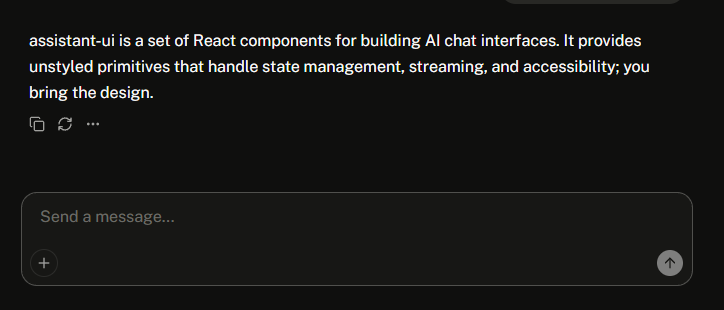 assistant-ui is a set of React components for building AI chat interfaces. It provides
unstyled primitives that handle state management, streaming, and accessibility; you
bring the design.
Send a message...